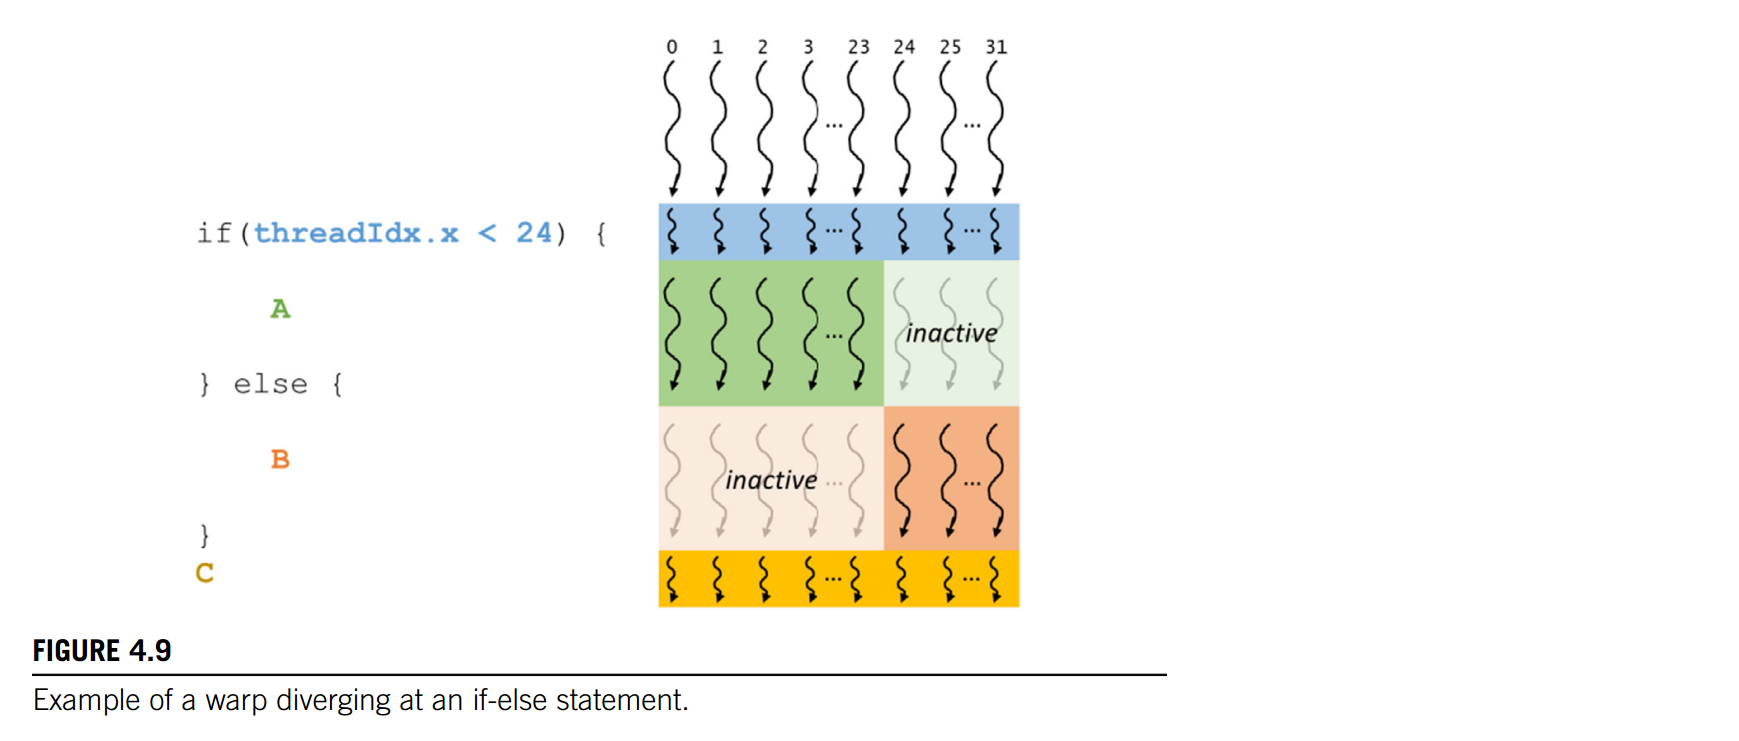 0 1 2 3 23 24 25 31
... ...
if(threadIdx.x < 24) {
... ...
A
... inactive
} else {
B
inactive ... ...
}
C
... ...
FIGURE 4.9
Example of a warp diverging at an if-else statement.